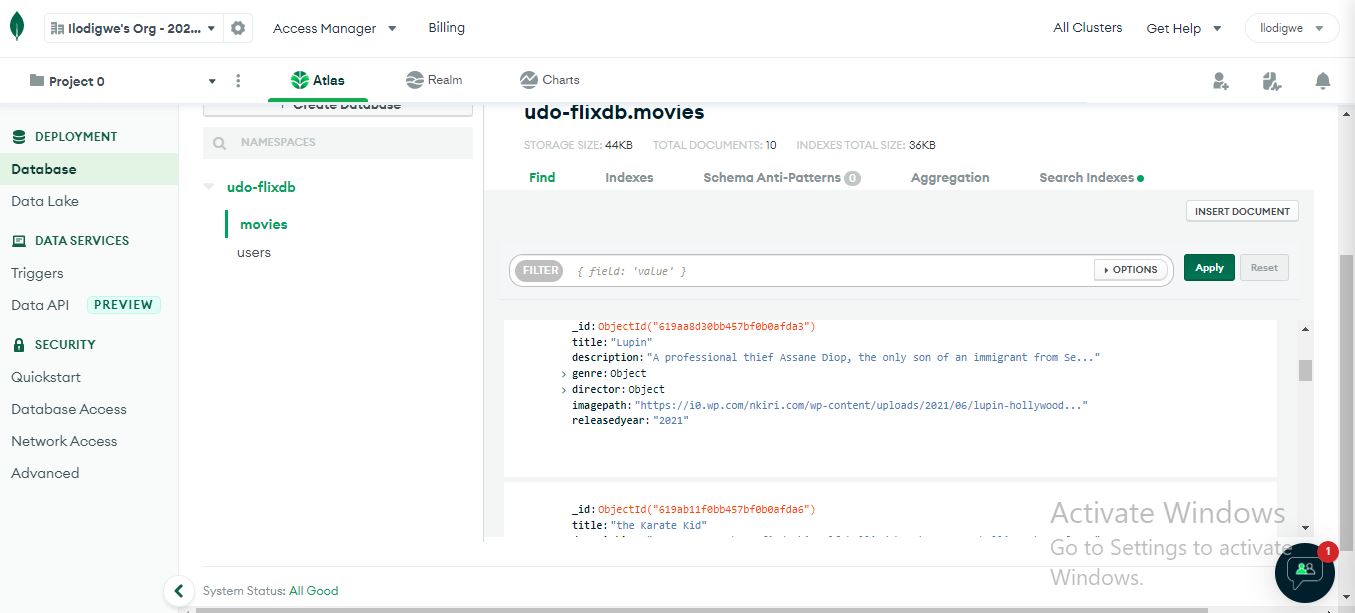 Ilodigwe's Org - 202...
Access Manager
Billing
All Clusters
Get Help
Ilodigwe
Project 0
Atlas
Realm
Charts
DEPLOYMENT
Database
Data Lake
DATA SERVICES
Triggers
Data API PREVIEW
SECURITY
Quickstart
Database Access
Network Access
Advanced
+ Create Database
NAMESPACES
udo-flixdb
movies
users
udo-flixdb.movies
STORAGE SIZE: 44KB TOTAL DOCUMENTS: 10 INDEXES TOTAL SIZE: 36KB
Find Indexes Schema Anti-Patterns 0 Aggregation Search Indexes
INSERT DOCUMENT
FILTER { field: 'value' } OPTIONS Apply Reset
_id: ObjectId("619aa8d30bb457bf0b0afda3")
title: "Lupin"
description: "A professional thief Assane Diop, the only son of an immigrant from Se..."
genre: Object
director: Object
imagepath: "https://i0.wp.com/nkiri.com/wp-content/uploads/2021/06/lupin-hollywood..."
releasedyear: "2021"
_id: ObjectId("619ab11f0bb457bf0b0afda6")
title: "the Karate Kid"
Activate Windows
Go to Settings to activate
Windows.
1
System Status: All Good